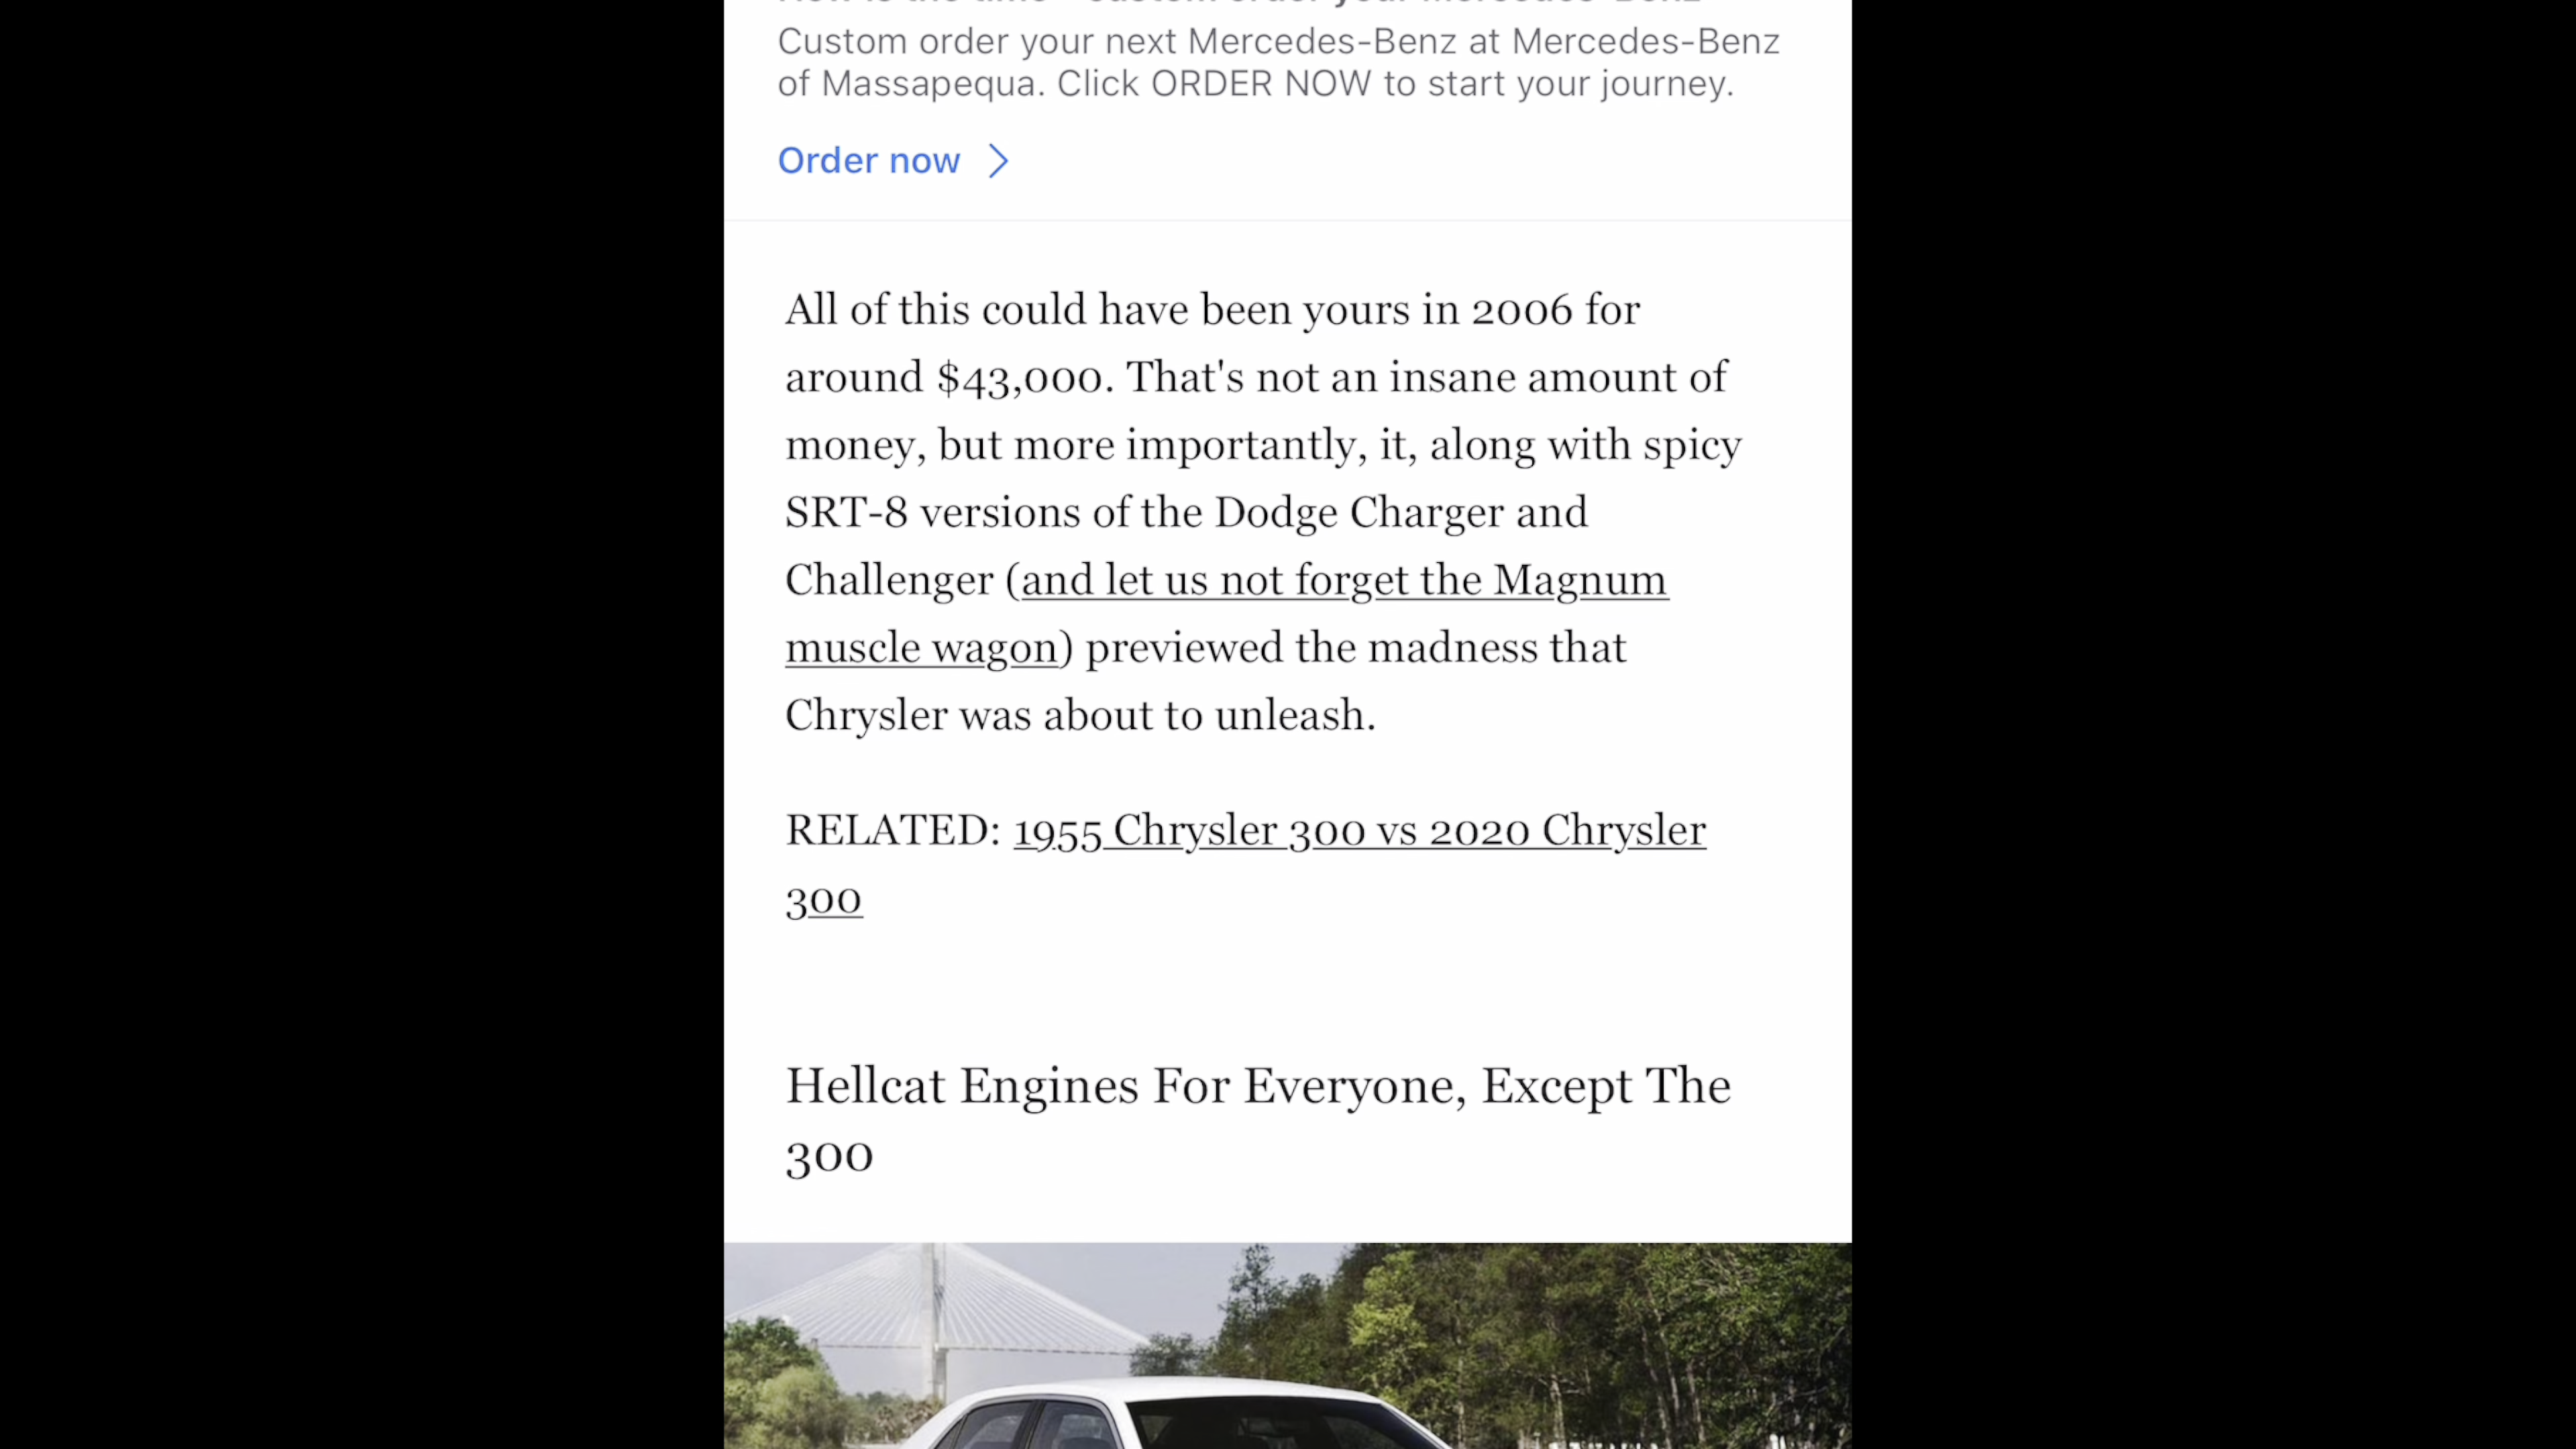 Custom order your next Mercedes-Benz at Mercedes-Benz
of Massapequa. Click ORDER NOW to start your journey.
Order now
All of this could have been yours in 2006 for
around $43,000. That's not an insane amount of
money, but more importantly, it, along with spicy
SRT-8 versions of the Dodge Charger and
Challenger (and let us not forget the Magnum
muscle wagon) previewed the madness that
Chrysler was about to unleash.
RELATED: 1955 Chrysler 300 vs 2020 Chrysler
300
Hellcat Engines For Everyone, Except The
300